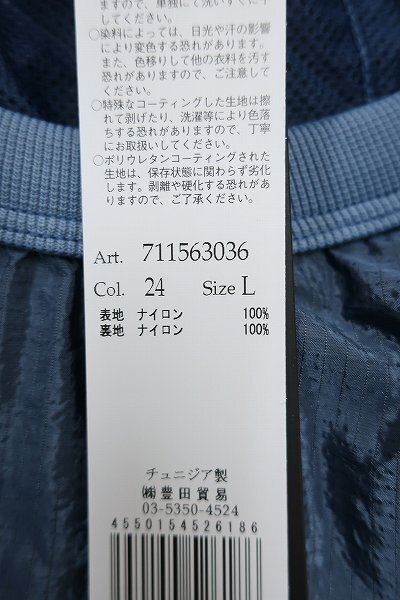 ますので、単独にて洗いすぐに干
してください。
○染料によっては、日光や汗の影響
により変色する恐れがあります。
また、色移りして他の衣料を汚す
恐れがありますので、ご注意して
ください。
○特殊なコーティングした生地は擦
れて剥げたり、洗濯等により色落
ちする恐れがありますので、丁寧
にお取扱いしてください。
○ポリウレタンコーティングされた
生地は、保存状態に関わらず劣化
します。剥離や硬化する恐れがあ
りますので、ご了承ください。
Art. 711563036
Col. 24 Size L
表地 ナイロン 100%
裏地 ナイロン 100%
チュニジア製
㈱豊田貿易
03-5350-4524
4550154526186